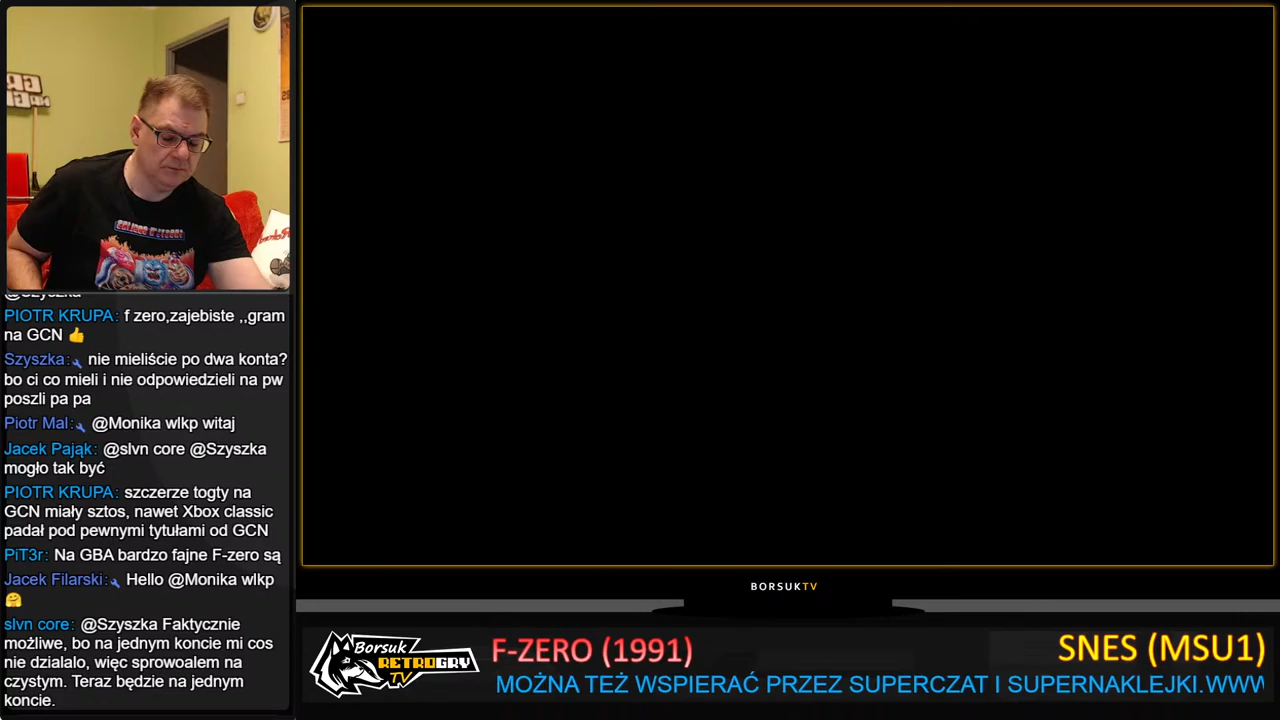 @Szyszka
PIOTR KRUPA: f zero,zajebiste ,,gram
na GCN 👍
Szyszka: nie mieliście po dwa konta?
bo ci co mieli i nie odpowiedzieli na pw
poszli pa pa
Piotr Mal: @Monika wlkp witaj
Jacek Pająk: @slvn core @Szyszka
mogło tak być
PIOTR KRUPA: szczerze togty na
GCN miały sztos, nawet Xbox classic
padał pod pewnymi tytułami od GCN
PiT3r: Na GBA bardzo fajne F-zero są
Jacek Filarski: Hello @Monika wlkp
🤗
slvn core: @Szyszka Faktycznie
możliwe, bo na jednym koncie mi cos
nie dzialalo, więc sprowoalem na
czystym. Teraz będzie na jednym
koncie.
BORSUKTV
Borsuk
RETROGRY
TV
F-ZERO (1991)
SNES (MSU1)
MOŻNA TEŻ WSPIERAĆ PRZEZ SUPERCZAT I SUPERNAKLEJKI.WWW